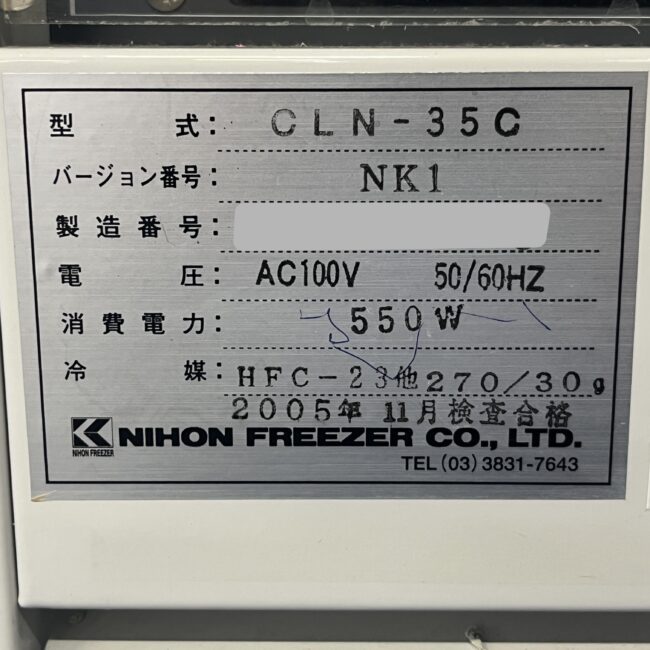 型式: CLN-35C
バージョン番号: NK1
製造番号:
電圧: AC100V 50/60HZ
消費電力: 550W
冷媒: HFC-23他270/30g
2005年 11月検査合格
NIHON FREEZER
NIHON FREEZER CO., LTD.
TEL (03) 3831-7643